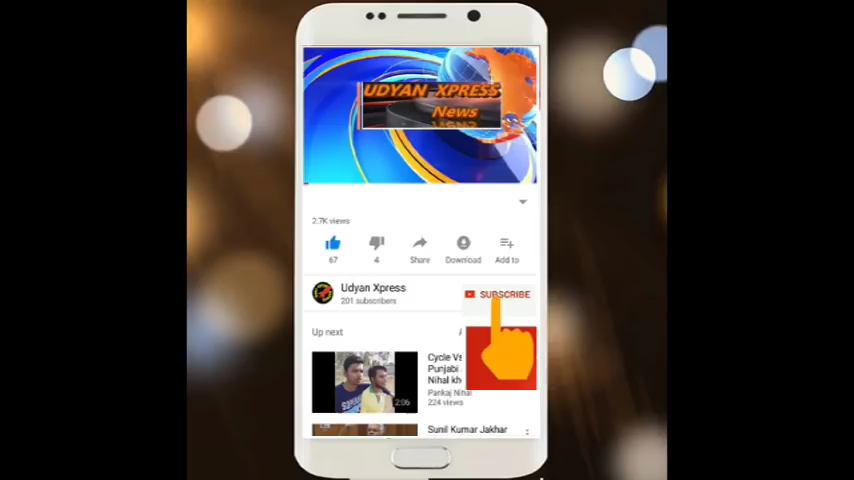 UDYAN XPRESS
News
2.7K views
67
4
Share
Download
Add to
Udyan Xpress
201 subscribers
SUBSCRIBE
Up next
Cycle Vs
Punjabi
Nihal kh
Pankaj Nihal
224 views
2:06
Sunil Kumar Jakhar